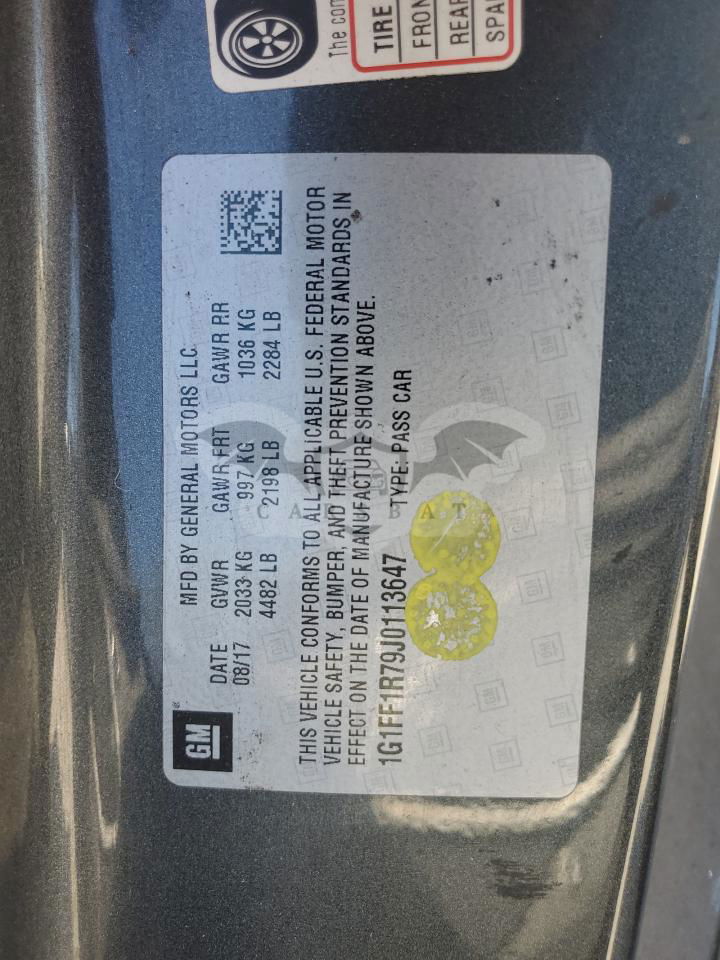 GM
MFD BY GENERAL MOTORS LLC
DATE GVWR GAWR FRT GAWR RR
08/17 2033 KG 997 KG 1036 KG
4482 LB 2198 LB 2284 LB
THIS VEHICLE CONFORMS TO ALL APPLICABLE U.S. FEDERAL MOTOR
VEHICLE SAFETY, BUMPER, AND THEFT PREVENTION STANDARDS IN
EFFECT ON THE DATE OF MANUFACTURE SHOWN ABOVE.
1G1FF1R79J0113647 TYPE: PASS CAR
The com
TIRE
FRON
REAR
SPAR